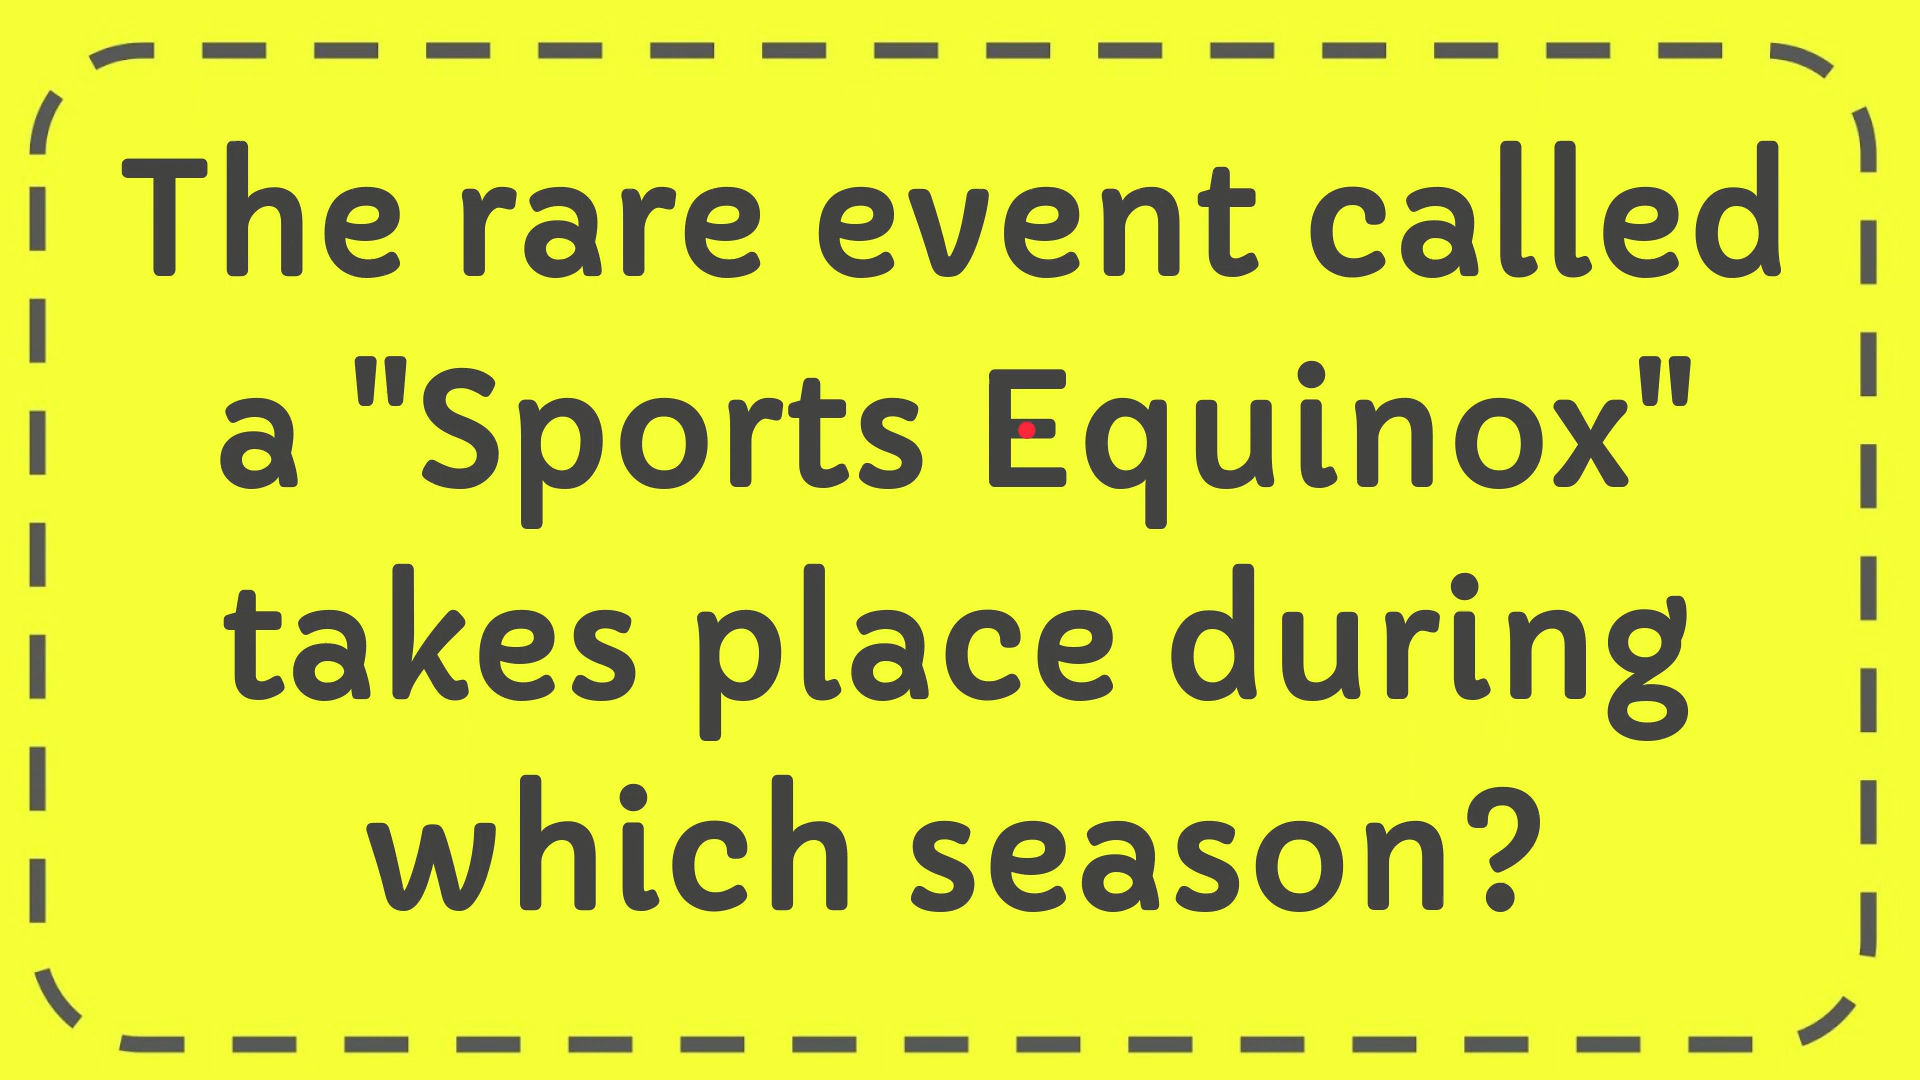 The rare event called
a "Sports Equinox"
takes place during
which season?